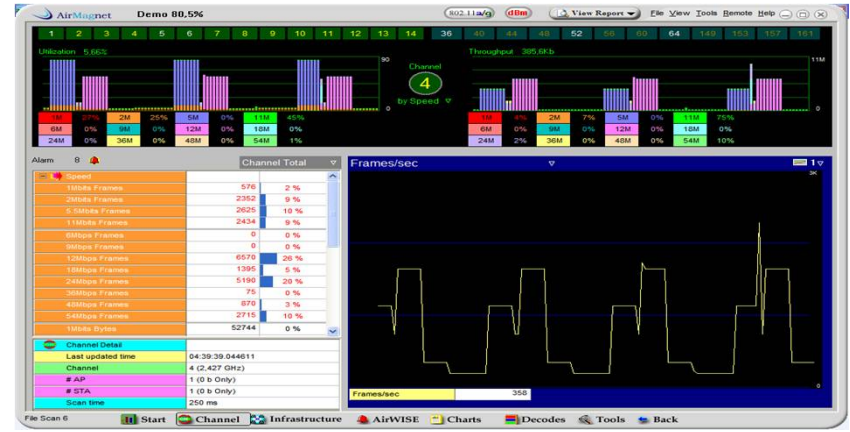 AirMagnet Demo 80,5% 802.11a/g dBm View Report File View Tools Remote Help
1 2 3 4 5 6 7 8 9 10 11 12 13 14 36 40 44 48 52 56 60 64 149 153 157 161
Utilization 5.66% 90 Channel Throughput 385.6Kb 11M
4
0 by Speed 0
1M 27% 2M 25% 5M 0% 11M 45% 1M 4% 2M 7% 5M 0% 11M 75%
6M 0% 9M 0% 12M 0% 18M 0% 6M 0% 9M 0% 12M 0% 18M 0%
24M 0% 36M 0% 48M 0% 54M 1% 24M 2% 36M 0% 48M 0% 54M 10%
Alarm 8 Channel Total Frames/sec 1
Speed 3K
1Mbits Frames 576 2 %
2Mbits Frames 2352 9 %
5.5Mbits Frames 2625 10 %
11Mbits Frames 2434 9 %
6Mbps Frames 0 0 %
9Mbps Frames 0 0 %
12Mbps Frames 6570 26 %
18Mbps Frames 1395 5 %
24Mbps Frames 5190 20 %
36Mbps Frames 75 0 %
48Mbps Frames 870 3 %
54Mbps Frames 2715 10 %
1Mbits Bytes 52744 0 %
Channel Detail
Last updated time 04:39:39.044611
Channel 4 (2,427 GHz)
# AP 1 (0 b Only)
# STA 1 (0 b Only) 0
Scan time 250 ms Frames/sec 358
File Scan 6 Start Channel Infrastructure AirWISE Charts Decodes Tools Back